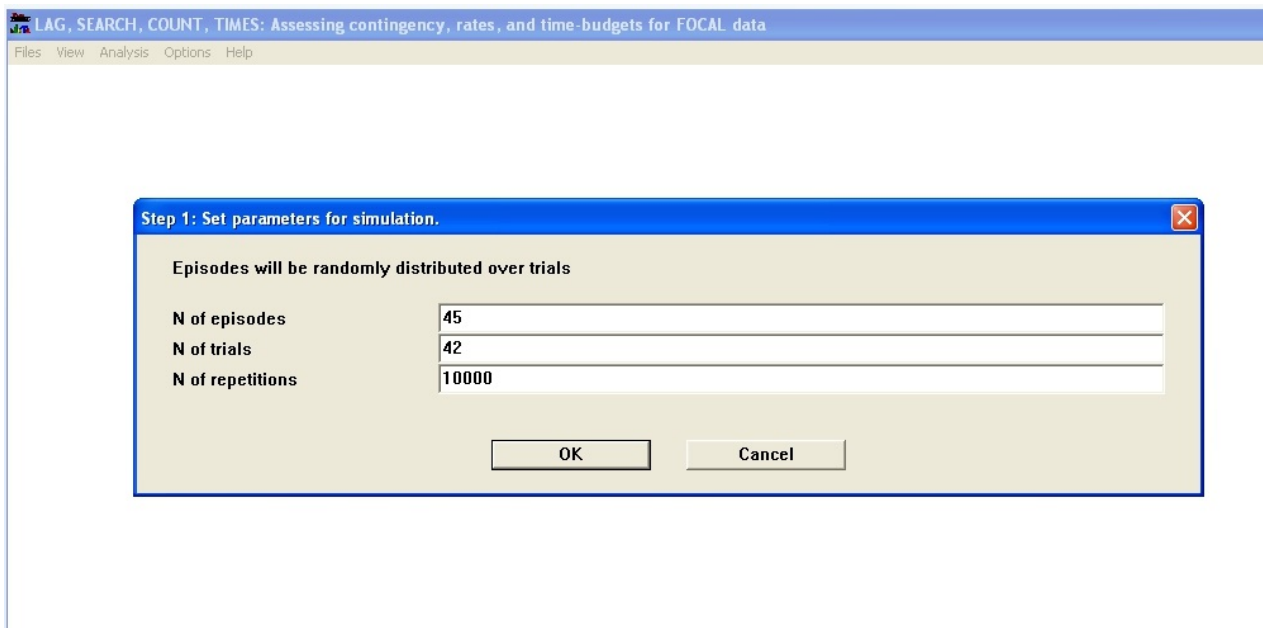 LAG, SEARCH, COUNT, TIMES: Assessing contingency, rates, and time-budgets for FOCAL data
Files View Analysis Options Help
Step 1: Set parameters for simulation.
Episodes will be randomly distributed over trials
N of episodes 45
N of trials 42
N of repetitions 10000
OK Cancel